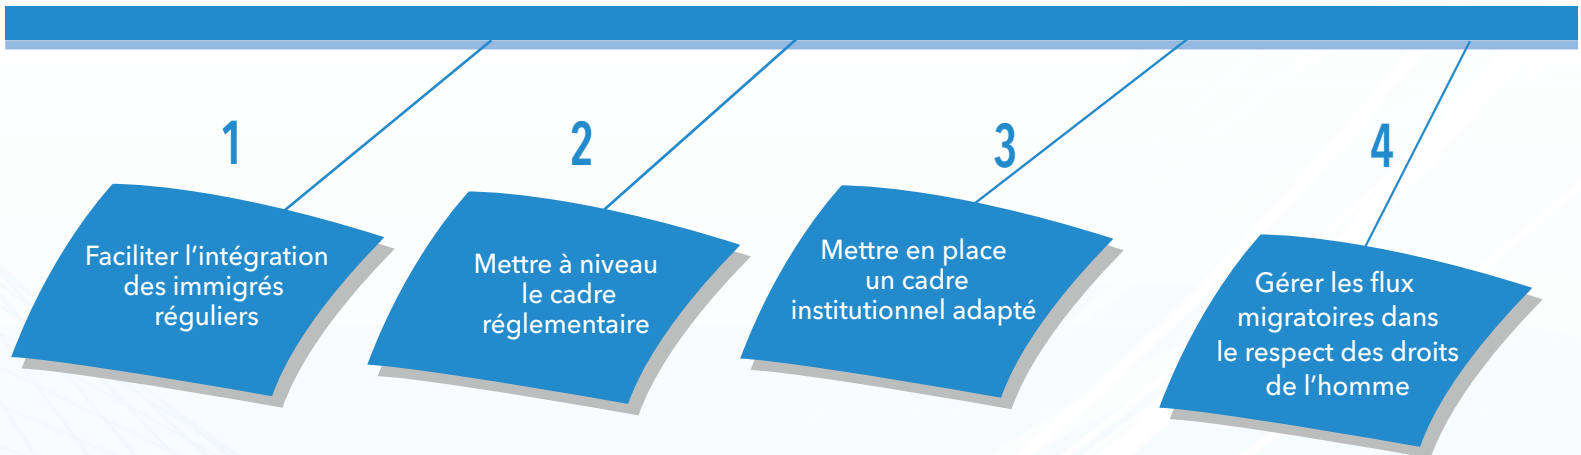 1
Faciliter l’intégration
des immigrés
réguliers
2
Mettre à niveau
le cadre
réglementaire
3
Mettre en place
un cadre
institutionnel adapté
4
Gérer les flux
migratoires dans
le respect des droits
de l’homme